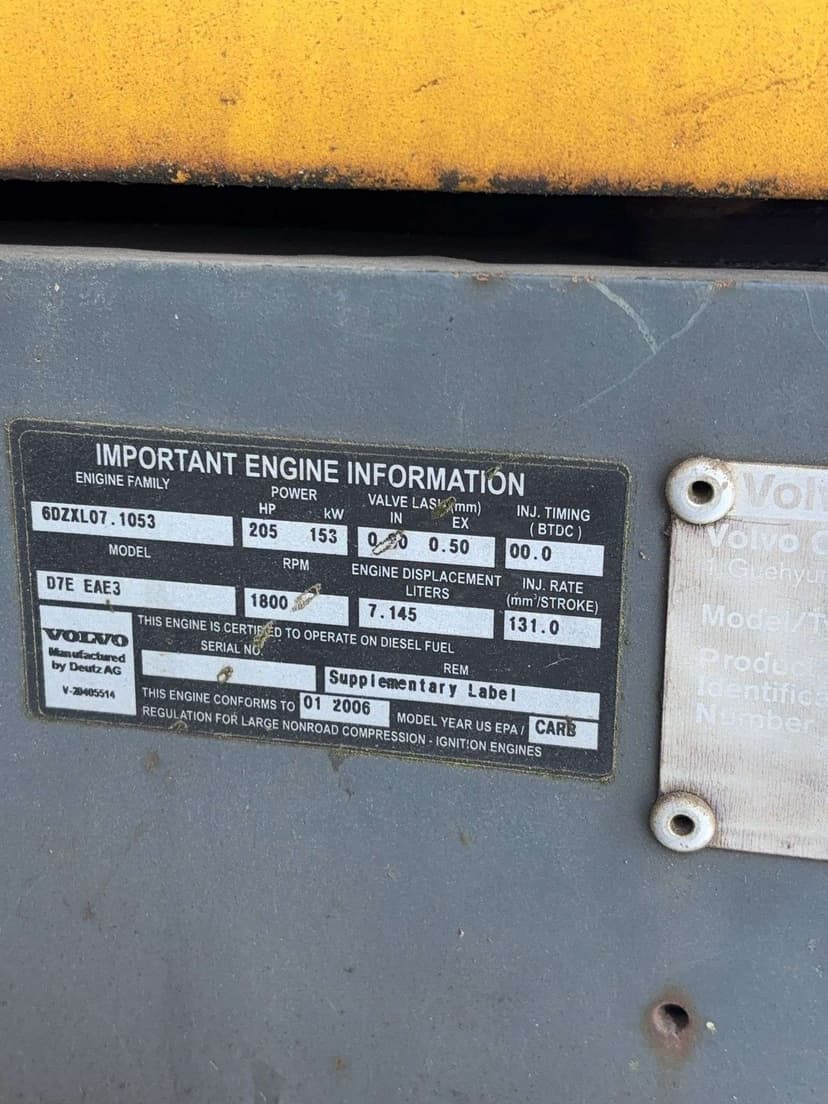 IMPORTANT ENGINE INFORMATION
ENIGINE FAMILY
POWER
HP kW
VALVE LASH (mm)
IN EX
INJ. TIMING
( BTDC )
6DZXL07.1053
205 153
0.50
00.0
MODEL
RPM
ENGINE DISPLACEMENT
LITERS
INJ. RATE
(mm³/STROKE)
D7E EAE3
1800
7.145
131.0
THIS ENGINE IS CERTIFIED TO OPERATE ON DIESEL FUEL
SERIAL NO.
REM
Supplementary Label
VOLVO
Manufactured
by Deutz AG
V-20405514
THIS ENGINE CONFORMS TO 01 2006 MODEL YEAR US EPA / CARB
REGULATION FOR LARGE NONROAD COMPRESSION - IGNITION ENGINES
Volv
Volvo C
Model/T
Produ
Identifica
Number